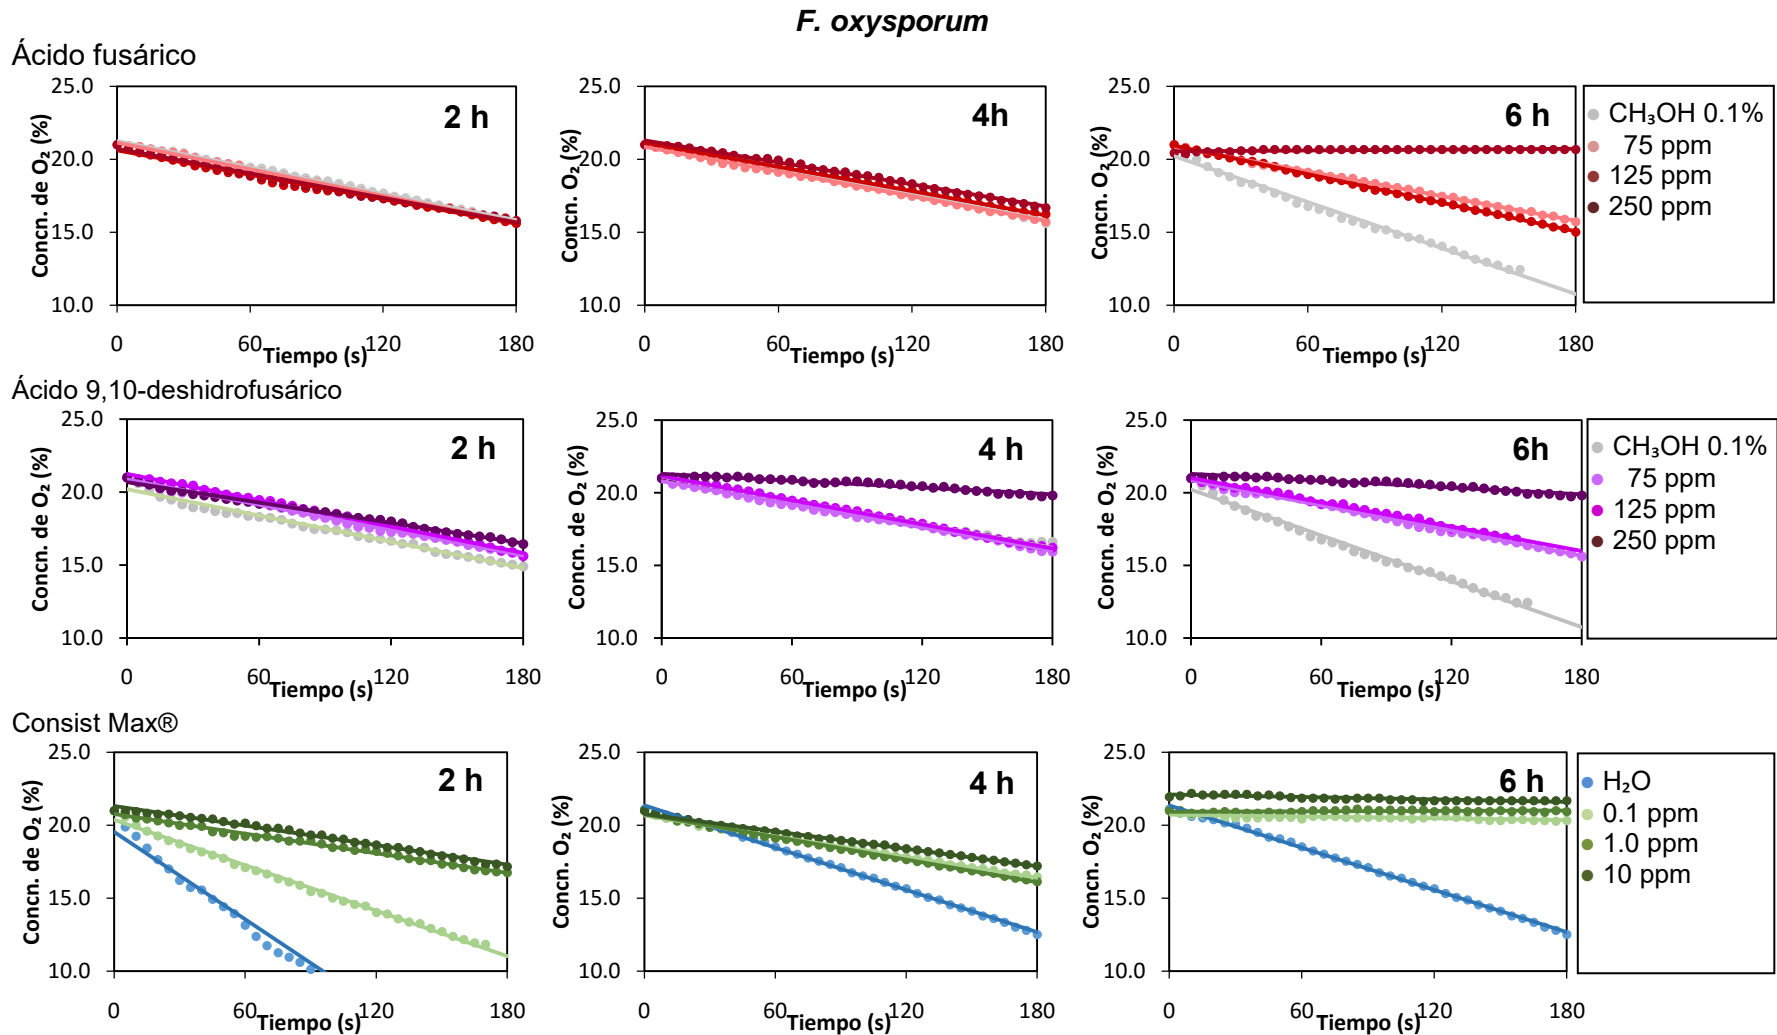 F. oxysporum
Ácido fusárico
Concn. de O₂ (%)
25.0
20.0
15.0
10.0
2 h
0
60
120
180
Tiempo (s)
Concn. O₂ (%)
25.0
20.0
15.0
10.0
4h
0
60
120
180
Tiempo (s)
Concn. O₂ (%)
25.0
20.0
15.0
10.0
6 h
0
60
120
180
Tiempo (s)
CH₃OH 0.1%
75 ppm
125 ppm
250 ppm
Ácido 9,10-deshidrofusárico
Concn. de O₂ (%)
25.0
20.0
15.0
10.0
2 h
0
60
120
180
Tiempo (s)
Concn. de O₂ (%)
25.0
20.0
15.0
10.0
4 h
0
60
120
180
Tiempo (s)
Concn. de O₂ (%)
25.0
20.0
15.0
10.0
6h
0
60
120
180
Tiempo (s)
CH₃OH 0.1%
75 ppm
125 ppm
250 ppm
Consist Max®
Concn. de O₂ (%)
25.0
20.0
15.0
10.0
2 h
0
60
120
180
Tiempo (s)
Concn. O₂ (%)
25.0
20.0
15.0
10.0
4 h
0
60
120
180
Tiempo (s)
Concn. O₂ (%)
25.0
20.0
15.0
10.0
6 h
0
60
120
180
Tiempo (s)
H₂O
0.1 ppm
1.0 ppm
10 ppm